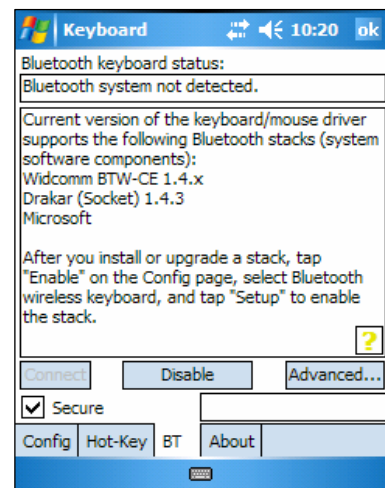 Keyboard 10:20 ok
Bluetooth keyboard status:
Bluetooth system not detected.
Current version of the keyboard/mouse driver
supports the following Bluetooth stacks (system
software components):
Widcomm BTW-CE 1.4.x
Drakar (Socket) 1.4.3
Microsoft
After you install or upgrade a stack, tap
"Enable" on the Config page, select Bluetooth
wireless keyboard, and tap "Setup" to enable
the stack.
?
Connect Disable Advanced...
Secure
Config Hot-Key BT About